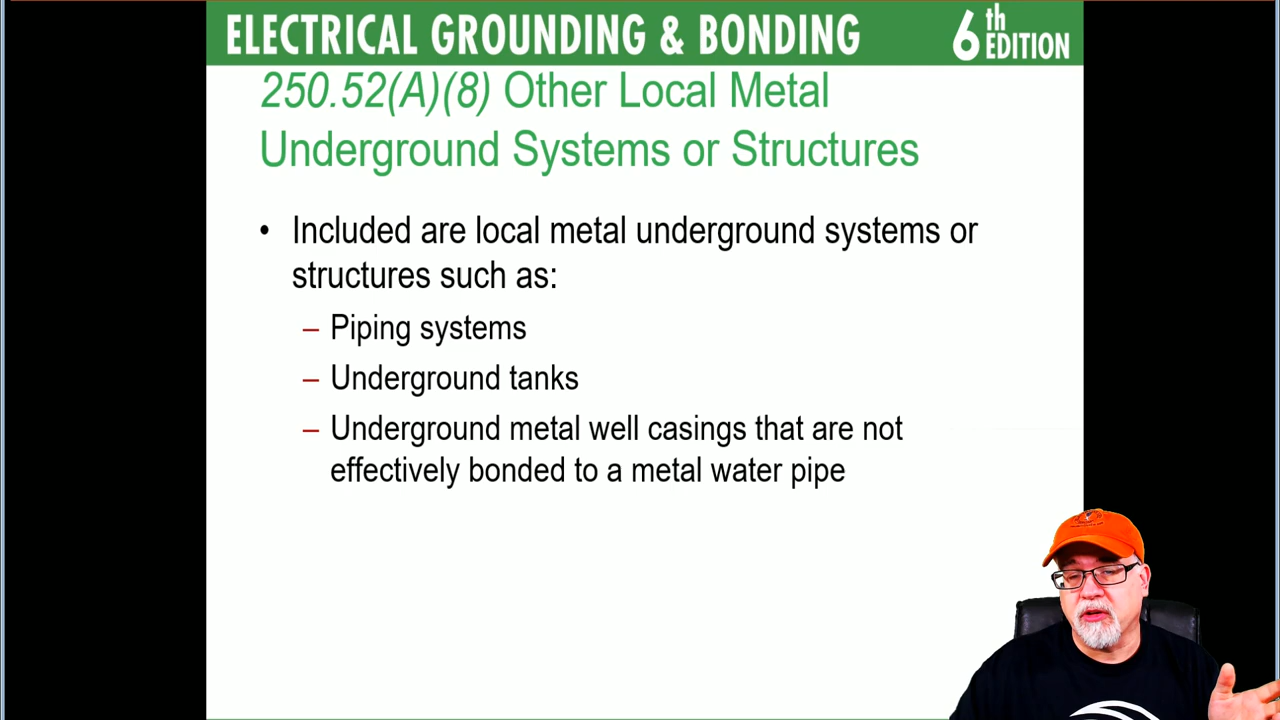 ELECTRICAL GROUNDING & BONDING
6th EDITION
250.52(A)(8) Other Local Metal
Underground Systems or Structures
• Included are local metal underground systems or
structures such as:
– Piping systems
– Underground tanks
– Underground metal well casings that are not
effectively bonded to a metal water pipe